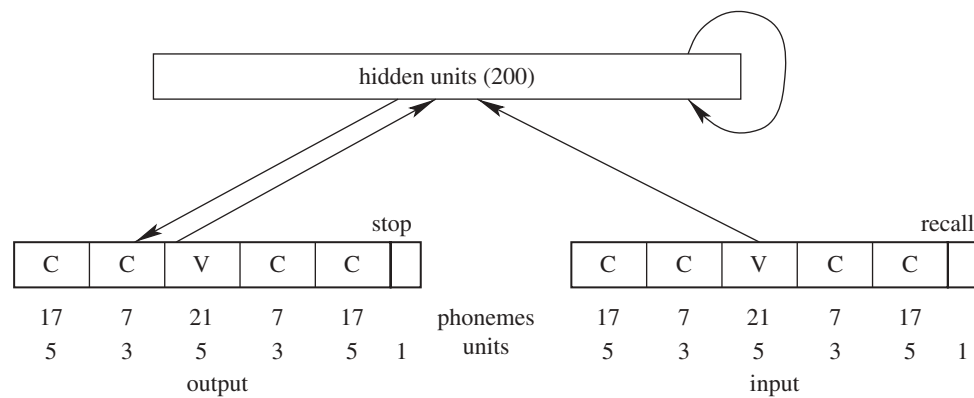 hidden units (200)
stop recall
C C V C C C C V C C
17 7 21 7 17 phonemes 17 7 21 7 17
5 3 5 3 5 1 units 5 3 5 3 5 1
output input